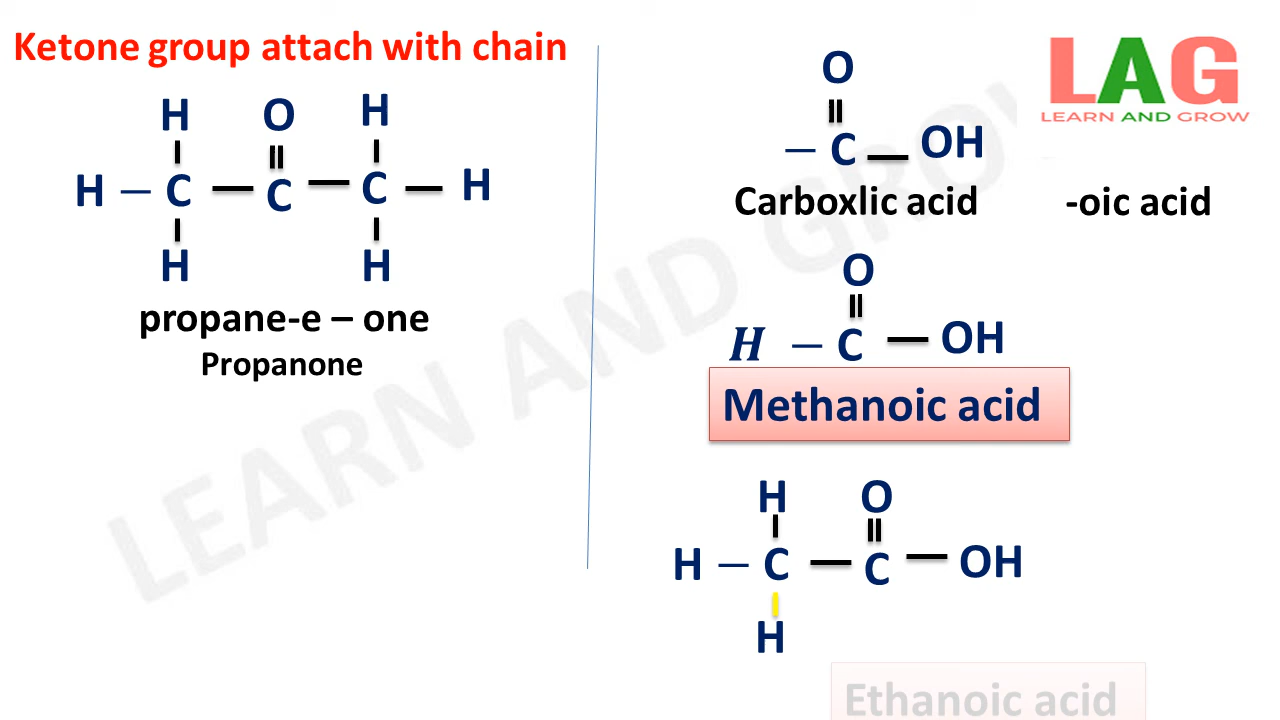 Ketone group attach with chain
H O H
H – C — C — C — H
H H
propane-e – one
Propanone
O
– C — OH
Carboxlic acid -oic acid
O
H – C — OH
Methanoic acid
H O
H – C — C — OH
H
Ethanoic acid
LAG
LEARN AND GROW
LEARN AND GROW